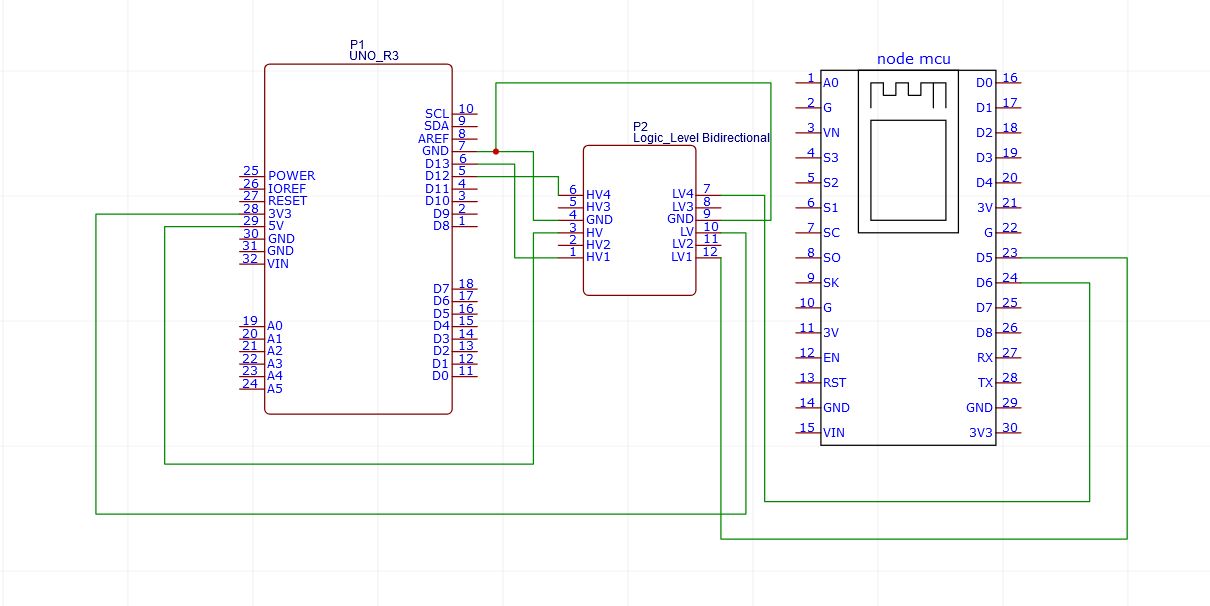 P1
UNO_R3
SCL 10
SDA 9
AREF 8
GND 7
D13 6
D12 5
D11 4
D10 3
D9 2
D8 1
25 POWER
26 IOREF
27 RESET
28 3V3
29 5V
30 GND
31 GND
32 VIN
D7 18
D6 17
D5 16
D4 15
D3 14
D2 13
D1 12
D0 11
19 A0
20 A1
21 A2
22 A3
23 A4
24 A5
P2
Logic_Level Bidirectional
6 HV4
5 HV3
4 GND
3 HV
2 HV2
1 HV1
LV4 7
LV3 8
GND 9
LV 10
LV2 11
LV1 12
node mcu
1 A0
2 G
3 VN
4 S3
5 S2
6 S1
7 SC
8 SO
9 SK
10 G
11 3V
12 EN
13 RST
14 GND
15 VIN
D0 16
D1 17
D2 18
D3 19
D4 20
3V 21
G 22
D5 23
D6 24
D7 25
D8 26
RX 27
TX 28
GND 29
3V3 30